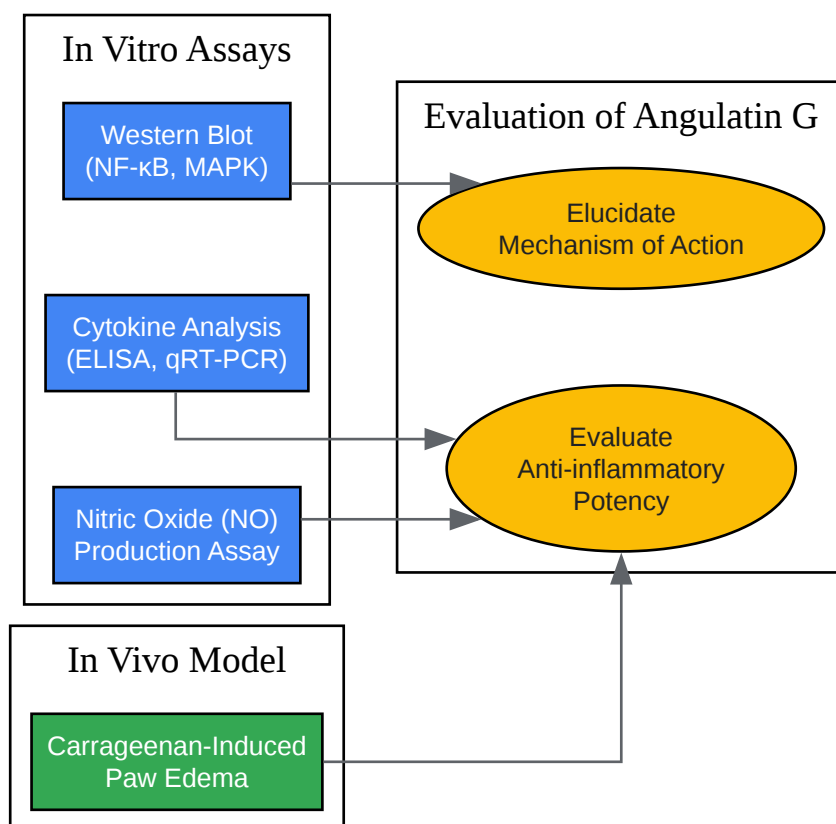 In Vitro Assays
Western Blot
(NF-κB, MAPK)
Cytokine Analysis
(ELISA, qRT-PCR)
Nitric Oxide (NO)
Production Assay
Evaluation of Angulatin G
Elucidate
Mechanism of Action
Evaluate
Anti-inflammatory
Potency
In Vivo Model
Carrageenan-Induced
Paw Edema